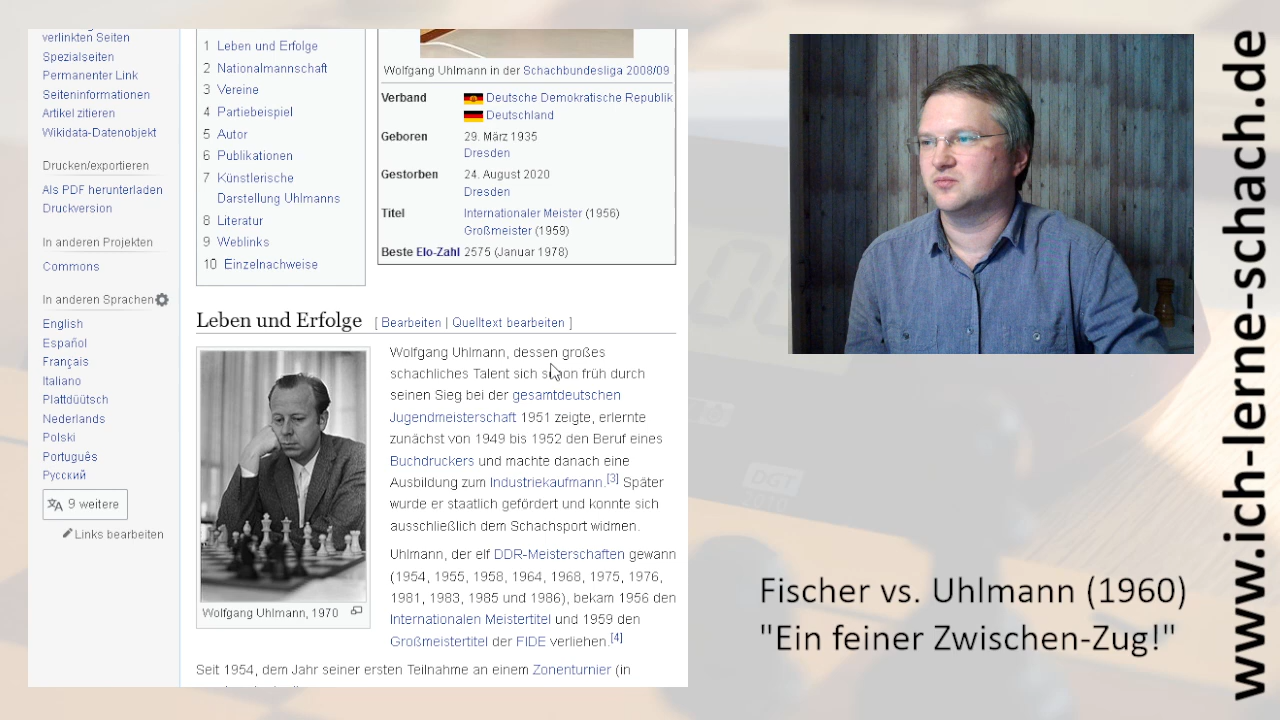 verlinkten Seiten
Spezialseiten
Permanenter Link
Seiteninformationen
Artikel zitieren
Wikidata-Datenobjekt
Drucken/exportieren
Als PDF herunterladen
Druckversion
In anderen Projekten
Commons
In anderen Sprachen
English
Español
Français
Italiano
Plattdüütsch
Nederlands
Polski
Português
Русский
9 weitere
Links bearbeiten
1 Leben und Erfolge
2 Nationalmannschaft
3 Vereine
4 Partiebeispiel
5 Autor
6 Publikationen
7 Künstlerische
Darstellung Uhlmanns
8 Literatur
9 Weblinks
10 Einzelnachweise
Wolfgang Uhlmann in der Schachbundesliga 2008/09
Verband Deutsche Demokratische Republik
Deutschland
Geboren 29. März 1935
Dresden
Gestorben 24. August 2020
Dresden
Titel Internationaler Meister (1956)
Großmeister (1959)
Beste Elo-Zahl 2575 (Januar 1978)
Leben und Erfolge [ Bearbeiten | Quelltext bearbeiten ]
Wolfgang Uhlmann, 1970
Wolfgang Uhlmann, dessen großes
schachliches Talent sich schon früh durch
seinen Sieg bei der gesamtdeutschen
Jugendmeisterschaft 1951 zeigte, erlernte
zunächst von 1949 bis 1952 den Beruf eines
Buchdruckers und machte danach eine
Ausbildung zum Industriekaufmann.[3] Später
wurde er staatlich gefördert und konnte sich
ausschließlich dem Schachsport widmen.
Uhlmann, der elf DDR-Meisterschaften gewann
(1954, 1955, 1958, 1964, 1968, 1975, 1976,
1981, 1983, 1985 und 1986), bekam 1956 den
Internationalen Meistertitel und 1959 den
Großmeistertitel der FIDE verliehen.[4]
Seit 1954, dem Jahr seiner ersten Teilnahme an einem Zonenturnier (in
DGT
Fischer vs. Uhlmann (1960)
"Ein feiner Zwischen-Zug!"
www.ich-lerne-schach.de